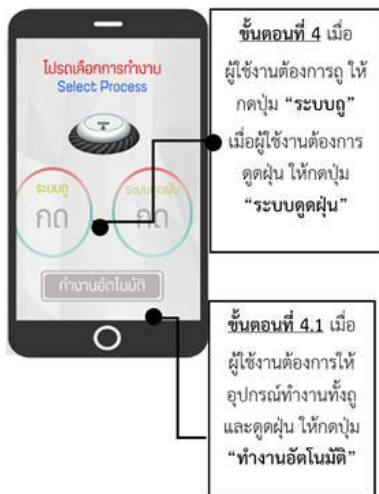 โปรดเลือกการทำงาน
Select Process
ระบบถู
กด
ระบบดูดฝุ่น
กด
ทำงานอัตโนมัติ
ขั้นตอนที่ 4 เมื่อ
ผู้ใช้งานต้องการถู ให้
กดปุ่ม “ระบบถู”
เมื่อผู้ใช้งานต้องการ
ดูดฝุ่น ให้กดปุ่ม
“ระบบดูดฝุ่น”
ขั้นตอนที่ 4.1 เมื่อ
ผู้ใช้งานต้องการให้
อุปกรณ์ทำงานทั้งถู
และดูดฝุ่น ให้กดปุ่ม
“ทำงานอัตโนมัติ”